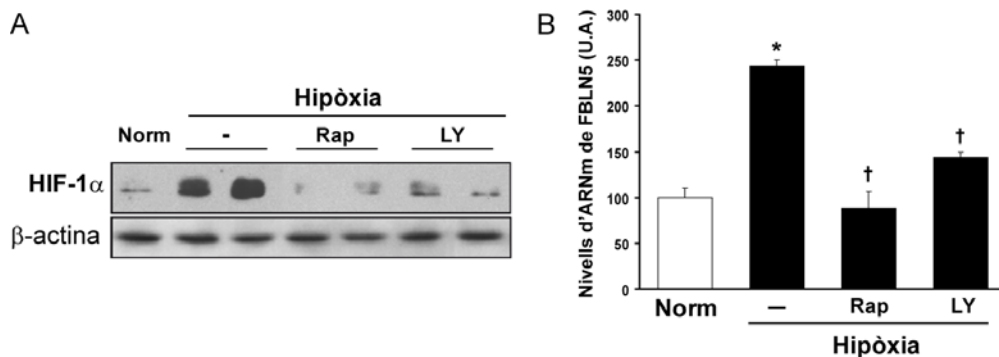 A
Hipòxia
Norm - Rap LY
HIF-1α
β-actina
B
Nivells d'ARNm de FBLN5 (U.A.)
300
250
200
150
100
50
0
*
†
†
Norm — Rap LY
Hipòxia